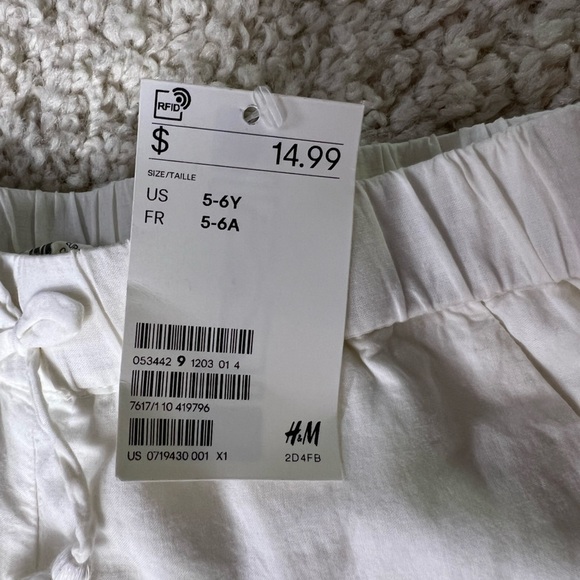 RFID
$ 14.99
SIZE/TAILLE
US 5-6Y
FR 5-6A
053442 9 1203 01 4
7617/1 10 419796
US 0719430 001 X1
H&M
2D4FB